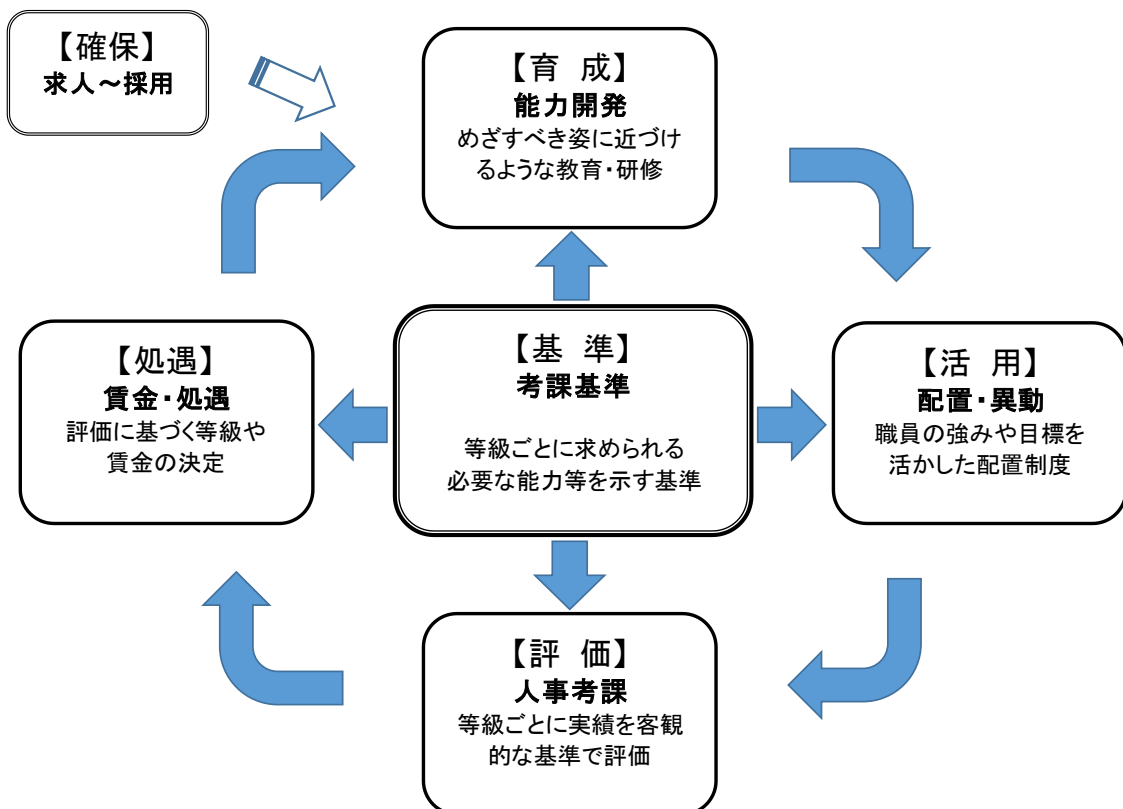 【確保】
求人～採用
【育 成】
能力開発
めざすべき姿に近づけ
るような教育・研修
【処遇】
賃金・処遇
評価に基づく等級や
賃金の決定
【基 準】
考課基準
等級ごとに求められる
必要な能力等を示す基準
【活 用】
配置・異動
職員の強みや目標を
活かした配置制度
【評 価】
人事考課
等級ごとに実績を客観
的な基準で評価